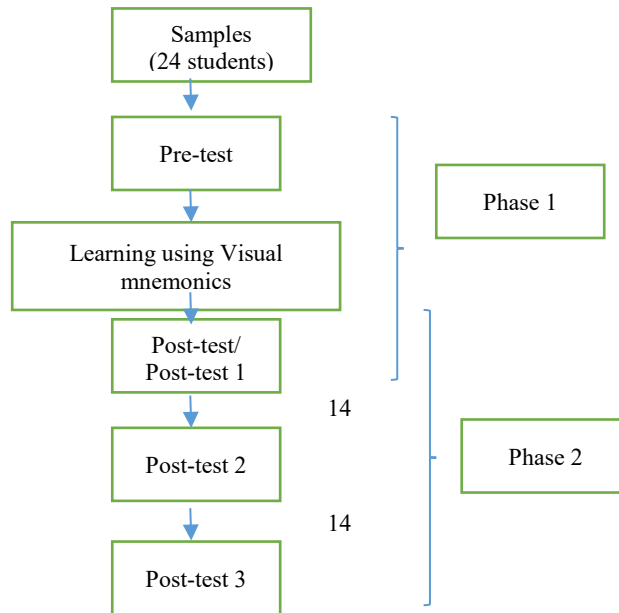 Samples
(24 students)
Pre-test
Phase 1
Learning using Visual
mnemonics
Post-test/
Post-test 1
14
Post-test 2
Phase 2
14
Post-test 3